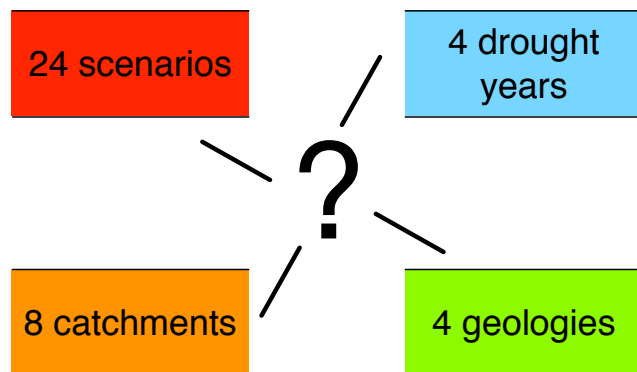 24 scenarios
4 drought
years
?
8 catchments
4 geologies